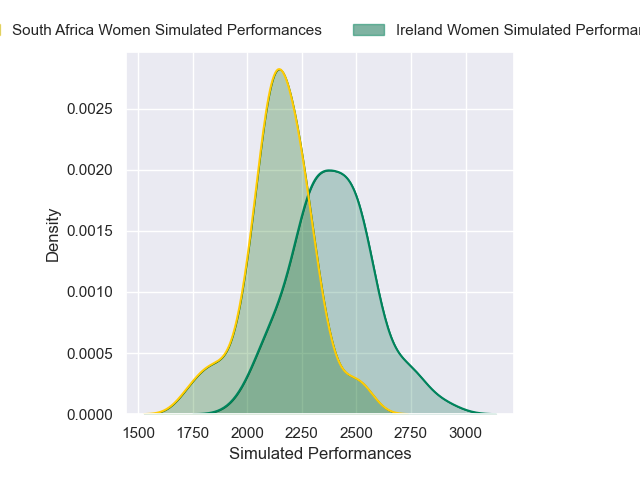 South Africa Women Simulated Performances
Ireland Women Simulated
0.0025
0.0020
0.0015
0.0010
0.0005
0.0000
Density
1500 1750 2000 2250 2500 2750 3000
Simulated Performances